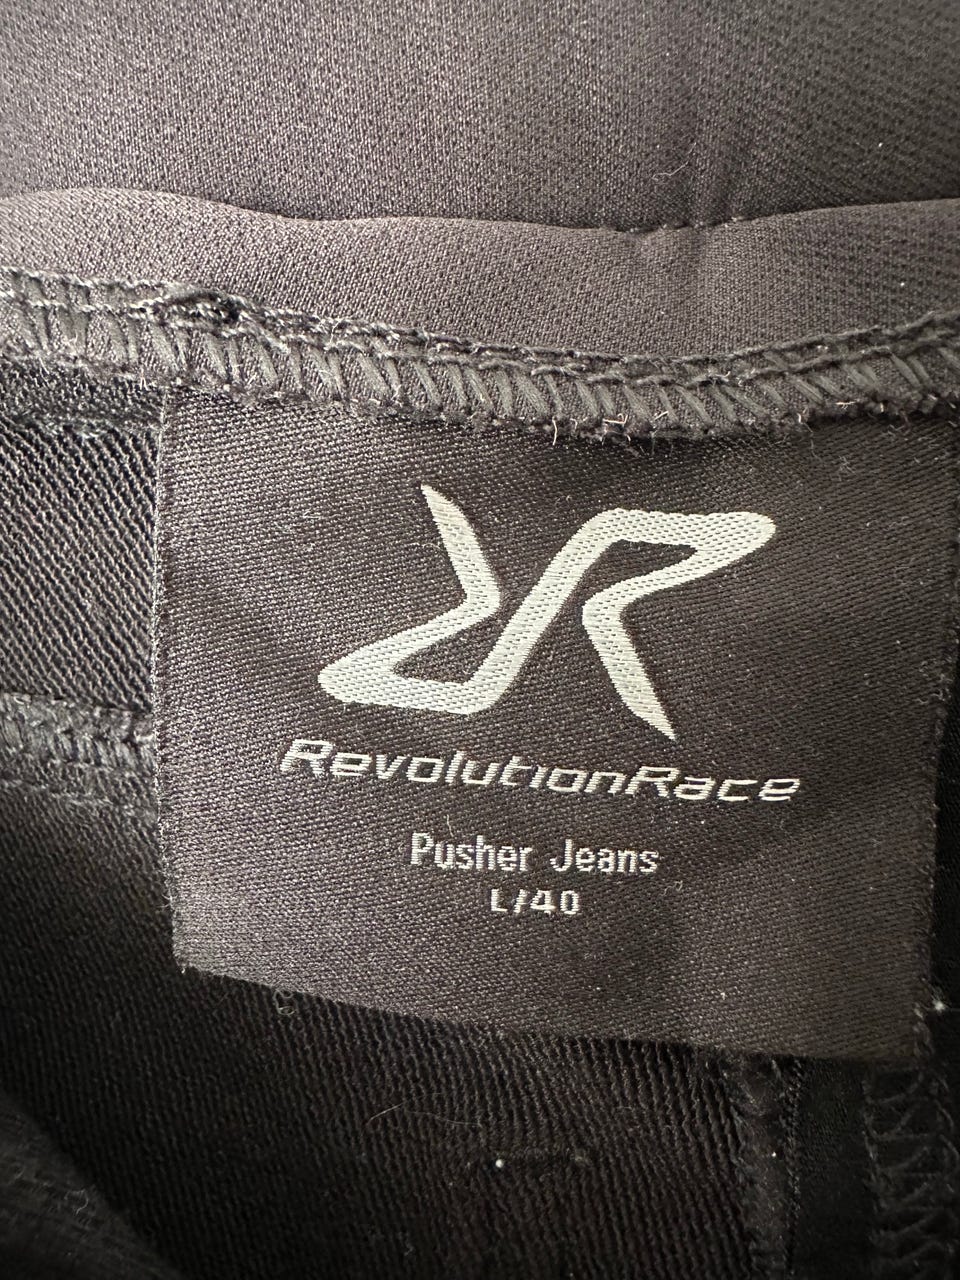 RevolutionRace
Pusher Jeans
L/40